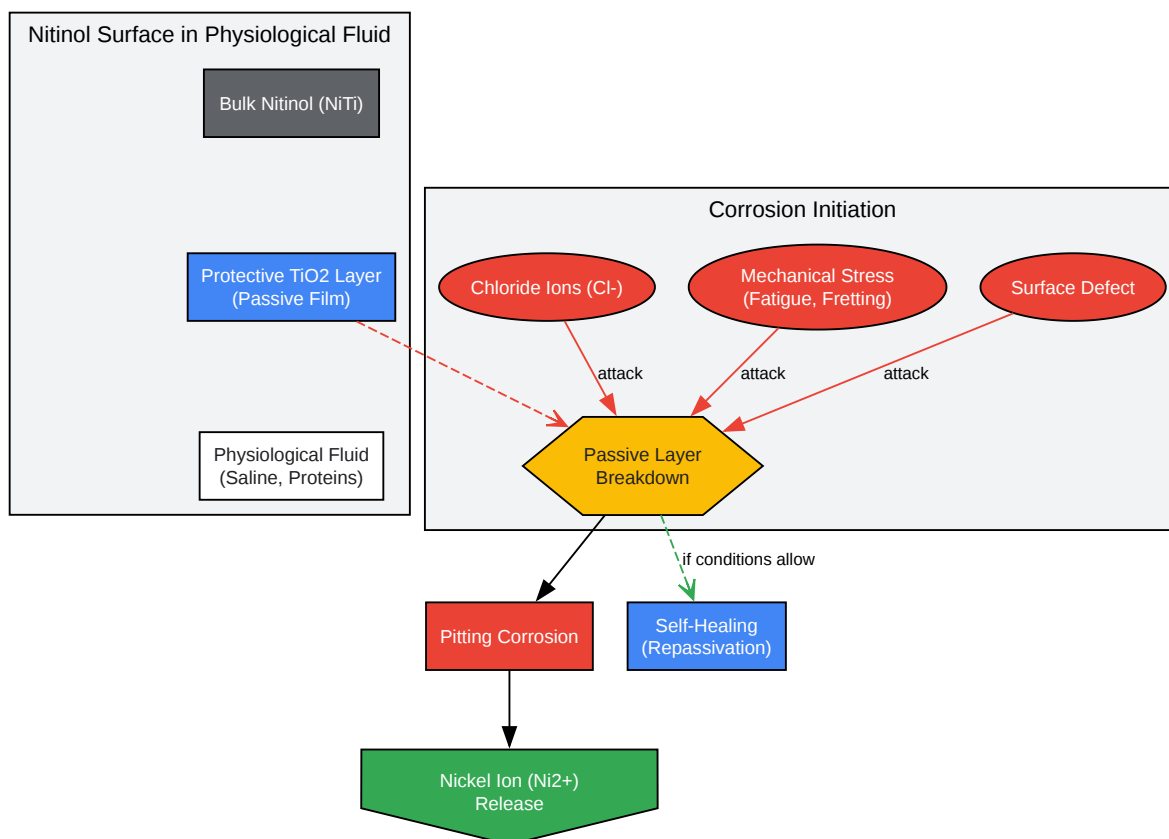 Nitinol Surface in Physiological Fluid
Bulk Nitinol (NiTi)
Protective TiO2 Layer
(Passive Film)
Physiological Fluid
(Saline, Proteins)
Corrosion Initiation
Chloride Ions (Cl-)
Mechanical Stress
(Fatigue, Fretting)
Surface Defect
attack
attack
attack
Passive Layer
Breakdown
if conditions allow
Pitting Corrosion
Self-Healing
(Repassivation)
Nickel Ion (Ni2+)
Release